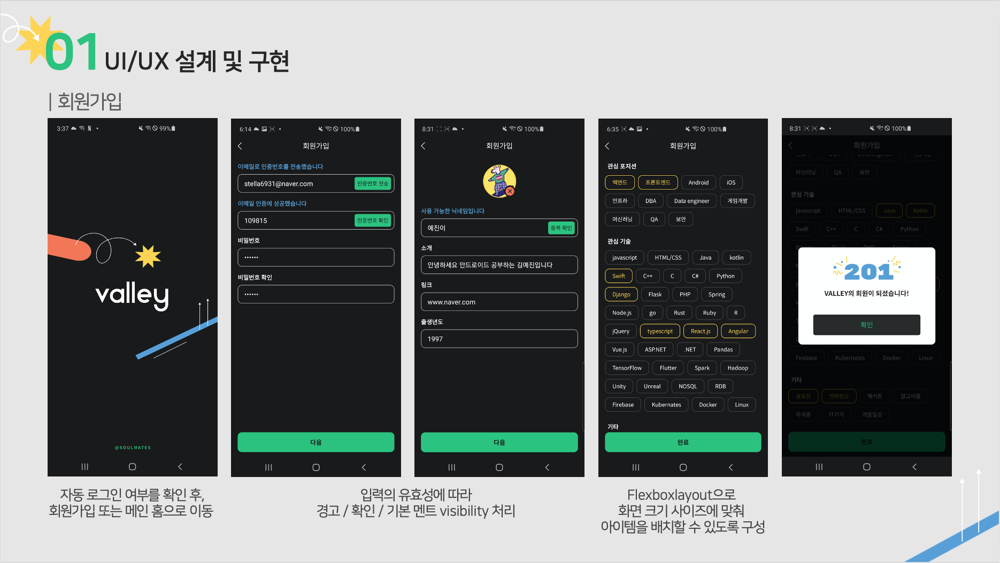 01 UI/UX 설계 및 구현
| 회원가입
3:37 N 99%
valley
@SOULMATES
자동 로그인 여부를 확인 후,
회원가입 또는 메인 홈으로 이동
6:14 100%
회원가입
이메일로 인증번호를 전송했습니다
stella6931@naver.com 인증번호 전송
이메일 인증에 성공했습니다
109815 인증번호 확인
비밀번호
••••••
비밀번호 확인
••••••
다음
8:31 100%
회원가입
사용 가능한 닉네임입니다
예진이 중복 확인
소개
안녕하세요 안드로이드 공부하는 김예진입니다
링크
www.naver.com
출생년도
1997
다음
입력의 유효성에 따라
경고 / 확인 / 기본 멘트 visibility 처리
6:35 100%
회원가입
관심 포지션
백엔드 프론트엔드 Android iOS
인프라 DBA Data engineer 게임개발
머신러닝 QA 보안
관심 기술
javascript HTML/CSS Java kotlin
Swift C++ C C# Python
Django Flask PHP Spring
Node.js go Rust Ruby R
jQuery typescript React.js Angular
Vue.js ASP.NET .NET Pandas
TensorFlow Flutter Spark Hadoop
Unity Unreal NOSQL RDB
Firebase Kubernetes Docker Linux
기타
완료
Flexboxlayout으로
화면 크기 사이즈에 맞춰
아이템을 배치할 수 있도록 구성
8:31 100%
회원가입
머신러닝 QA 보안
관심 기술
javascript HTML/CSS Java kotlin
Swift C++ C C# Python
201
VALLEY의 회원이 되셨습니다!
확인
Firebase Kubernetes Docker Linux
기타
공모전 컨퍼런스 해커톤 알고리즘
자격증 IT기기 개발일상
완료